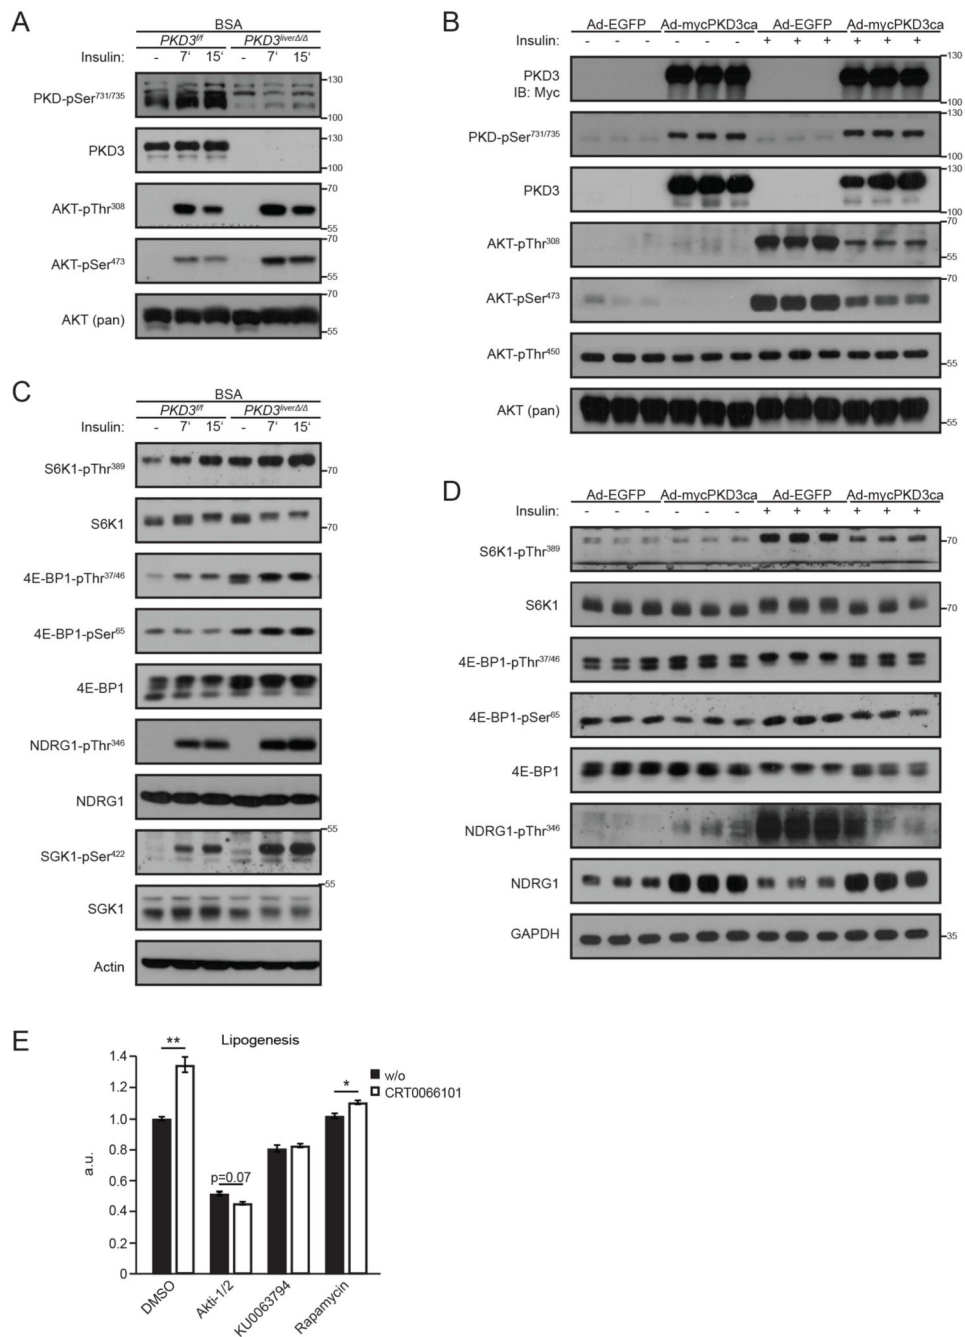 A
BSA
PKD3f/f PKD3liverΔ/Δ
Insulin: - 7‘ 15‘ - 7‘ 15‘
PKD-pSer731/735
130
100
PKD3
130
100
AKT-pThr308
70
55
AKT-pSer473
70
55
AKT (pan)
70
55
B
Ad-EGFP Ad-mycPKD3ca Ad-EGFP Ad-mycPKD3ca
Insulin: - - - - - - + + + + + +
PKD3
IB: Myc
130
100
PKD-pSer731/735
130
100
PKD3
130
100
AKT-pThr308
70
55
AKT-pSer473
70
55
AKT-pThr450
55
AKT (pan)
55
C
BSA
PKD3f/f PKD3liverΔ/Δ
Insulin: - 7‘ 15‘ - 7‘ 15‘
S6K1-pThr389
70
S6K1
70
4E-BP1-pThr37/46
4E-BP1-pSer65
4E-BP1
NDRG1-pThr346
NDRG1
SGK1-pSer422
55
SGK1
55
Actin
D
Ad-EGFP Ad-mycPKD3ca Ad-EGFP Ad-mycPKD3ca
Insulin: - - - - - - + + + + + +
S6K1-pThr389
70
S6K1
70
4E-BP1-pThr37/46
4E-BP1-pSer65
4E-BP1
NDRG1-pThr346
NDRG1
GAPDH
35
E
Lipogenesis
a.u.
1.4
1.2
1.0
0.8
0.6
0.4
0.2
0
**
p=0.07
*
w/o
CRT0066101
DMSO
Akti-1/2
KU0063794
Rapamycin